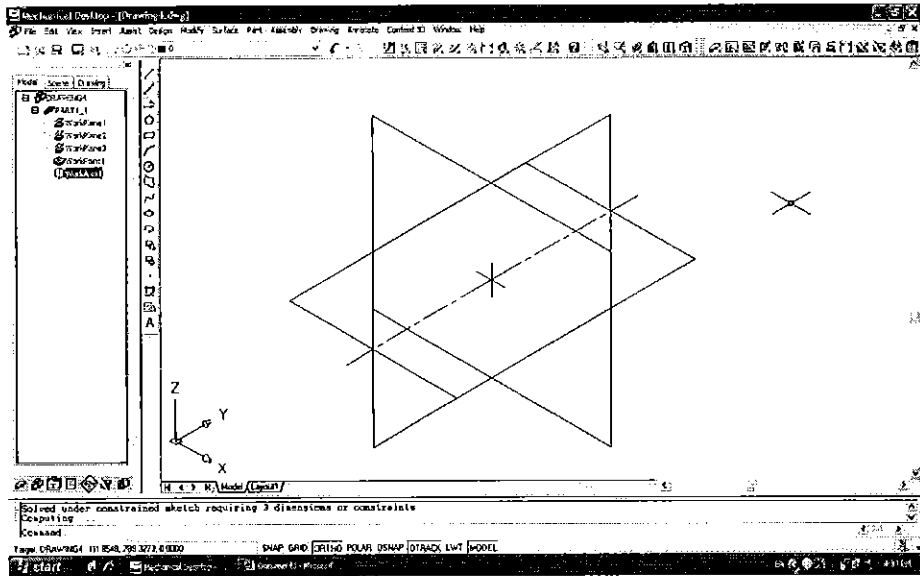 Mechanical Desktop - [Drawing4.dwg]
File Edit View Insert Assist Design Modify Surface Part Assembly Drawing Annotate Content 3D Window Help
Model Scene Drawing
DRAWING4
PART1_1
WorkPlane1
WorkPlane2
WorkPlane3
WorkPoint1
WorkAxis1
A
Z
Y
X
Model Layout1
Solved under constrained sketch requiring 3 dimensions or constraints
Computing
Command
Target: DRAWING4
SNAP GRID ORTHO POLAR OSNAP OTRACK LWT MODEL
start